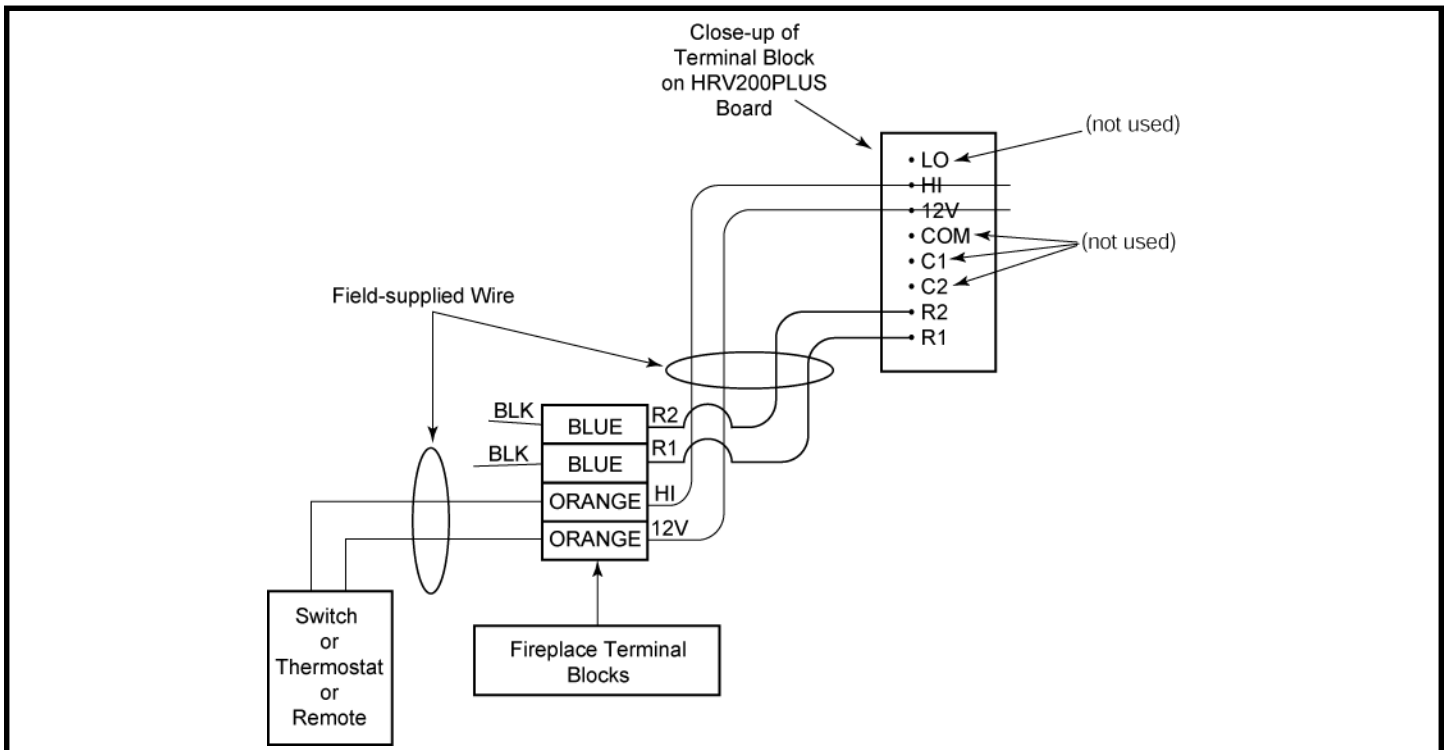 Close-up of
Terminal Block
on HRV200PLUS
Board
(not used)
LO
HI
12V
COM
(not used)
C1
C2
R2
R1
Field-supplied Wire
BLK
BLUE
R2
BLK
BLUE
R1
ORANGE
HI
ORANGE
12V
Switch
or
Thermostat
or
Remote
Fireplace Terminal
Blocks